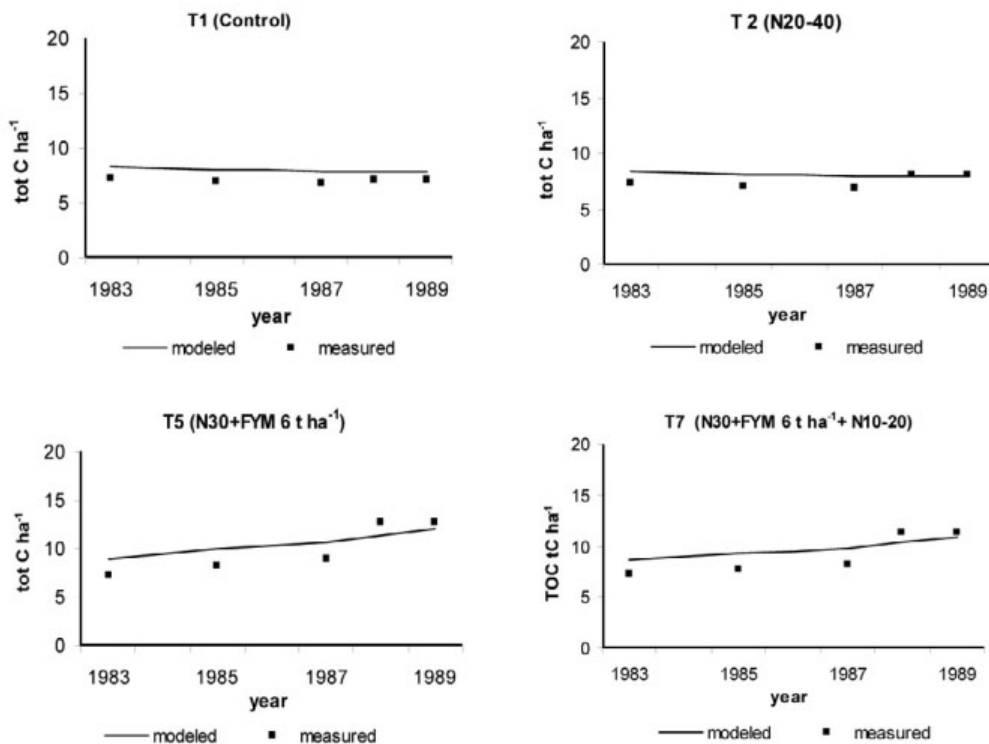 T1 (Control)
20
15
10
5
0
tot C ha⁻¹
1983 1985 1987 1989
year
modeled measured
T 2 (N20-40)
20
15
10
5
0
tot C ha⁻¹
1983 1985 1987 1989
year
modeled measured
T5 (N30+FYM 6 t ha⁻¹)
20
15
10
5
0
tot C ha⁻¹
1983 1985 1987 1989
year
modeled measured
T7 (N30+FYM 6 t ha⁻¹+ N10-20)
20
15
10
5
0
TOC tC ha⁻¹
1983 1985 1987 1989
year
modeled measured